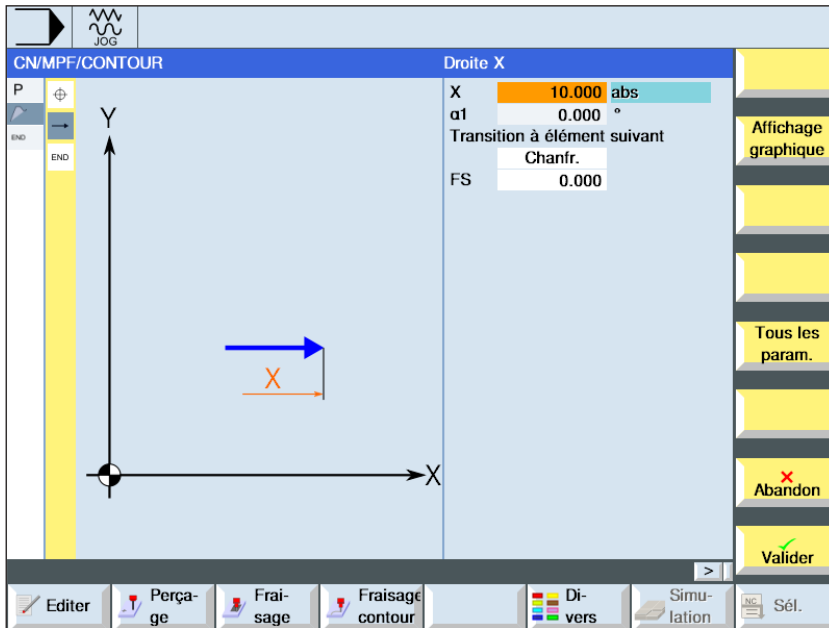 JOG
CN/MPF/CONTOUR
Droite X
P
END
END
Y
X
X
X 10.000 abs
α1 0.000 °
Transition à élément suivant
Chanfr.
FS 0.000
Affichage
graphique
Tous les
param.
Abandon
Valider
>
Editer
Perça-
ge
Frai-
sage
Fraisage
contour
Di-
vers
Simu-
lation
NC
Sél.